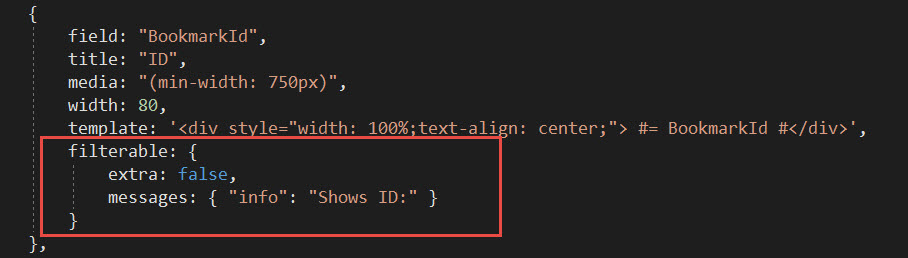 {
field: "BookmarkId",
title: "ID",
media: "(min-width: 750px)",
width: 80,
template: '<div style="width: 100%;text-align: center;"> #= BookmarkId #</div>',
filterable: {
extra: false,
messages: { "info": "Shows ID:" }
}
},